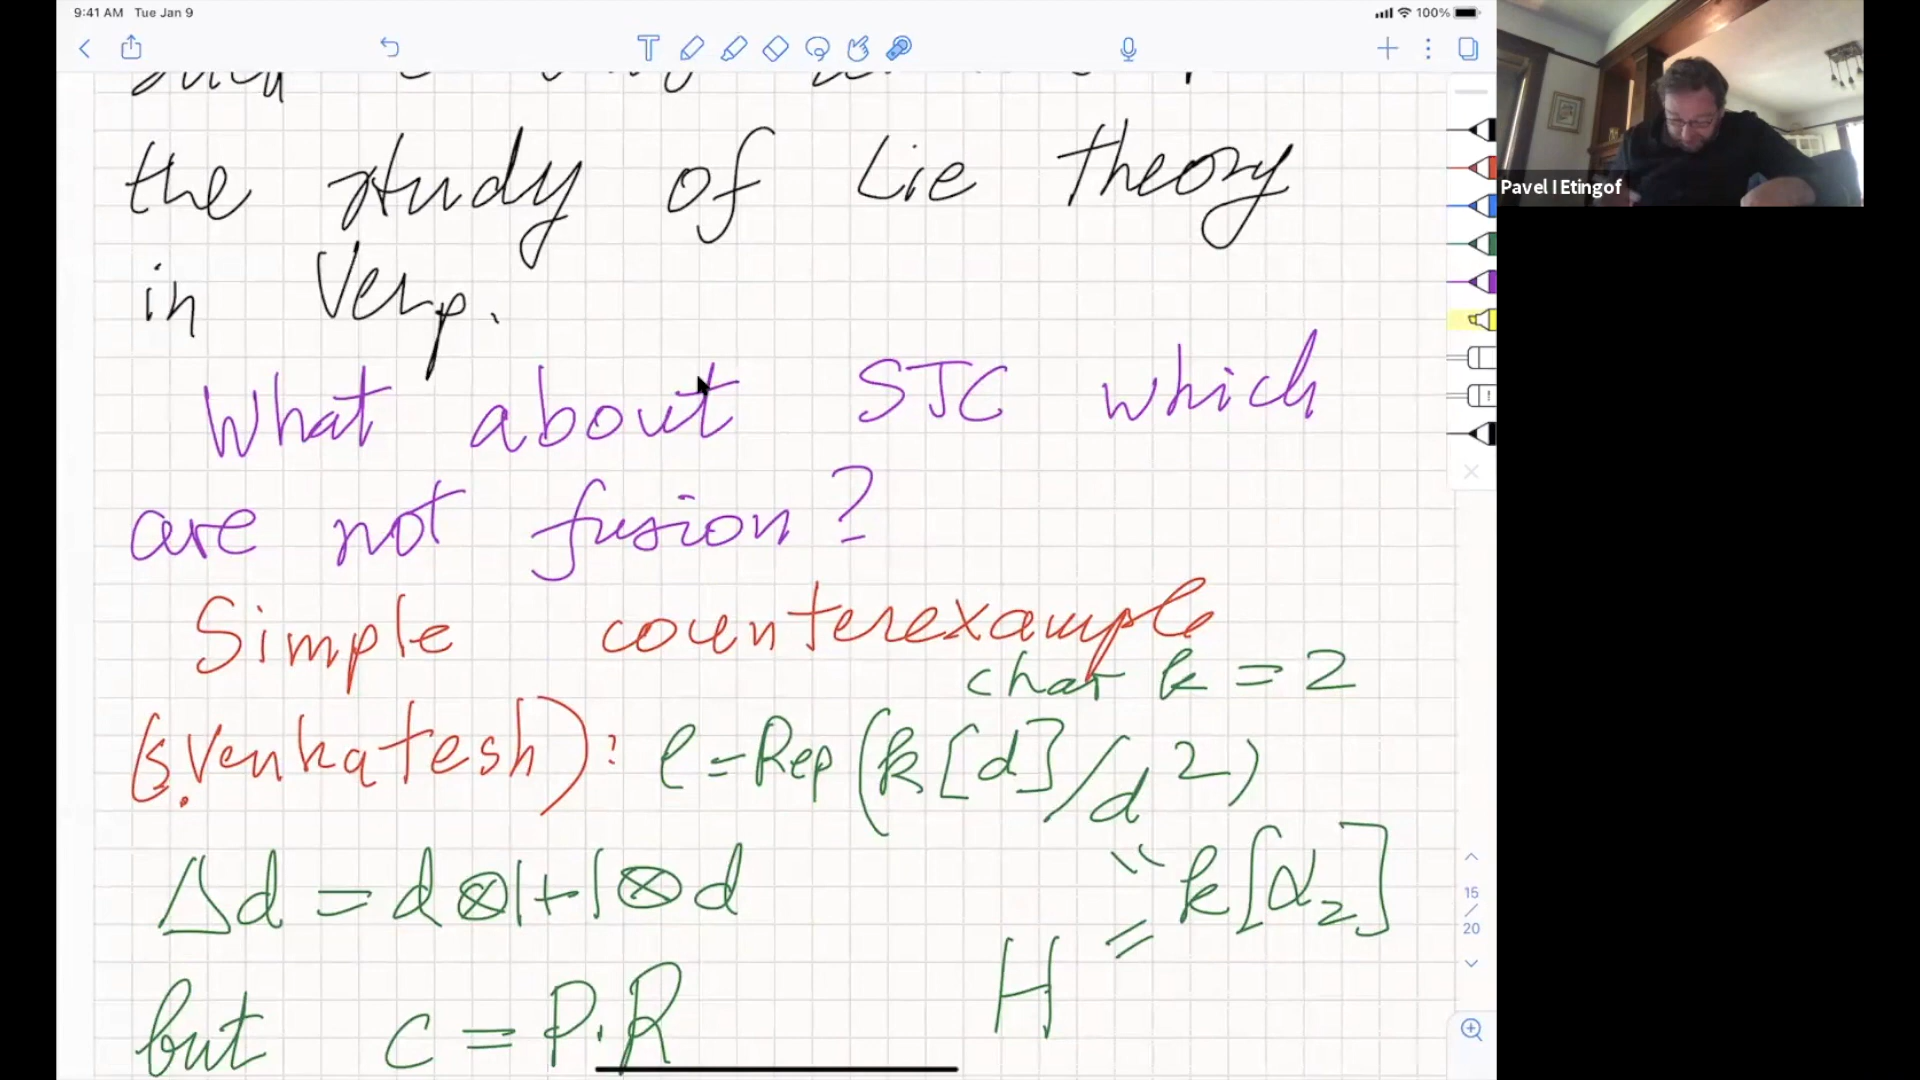 9:41 AM Tue Jan 9
100%
the study of Lie theory
in Verp.
What about STC which
are not fusion?
Simple counterexample
char k = 2
(S. Venkatesh): C = Rep (k[d]/d²)
Δd = d⊗1+1⊗d
H = k[α₂]
but c = P·R
15
/
20
Pavel I Etingof